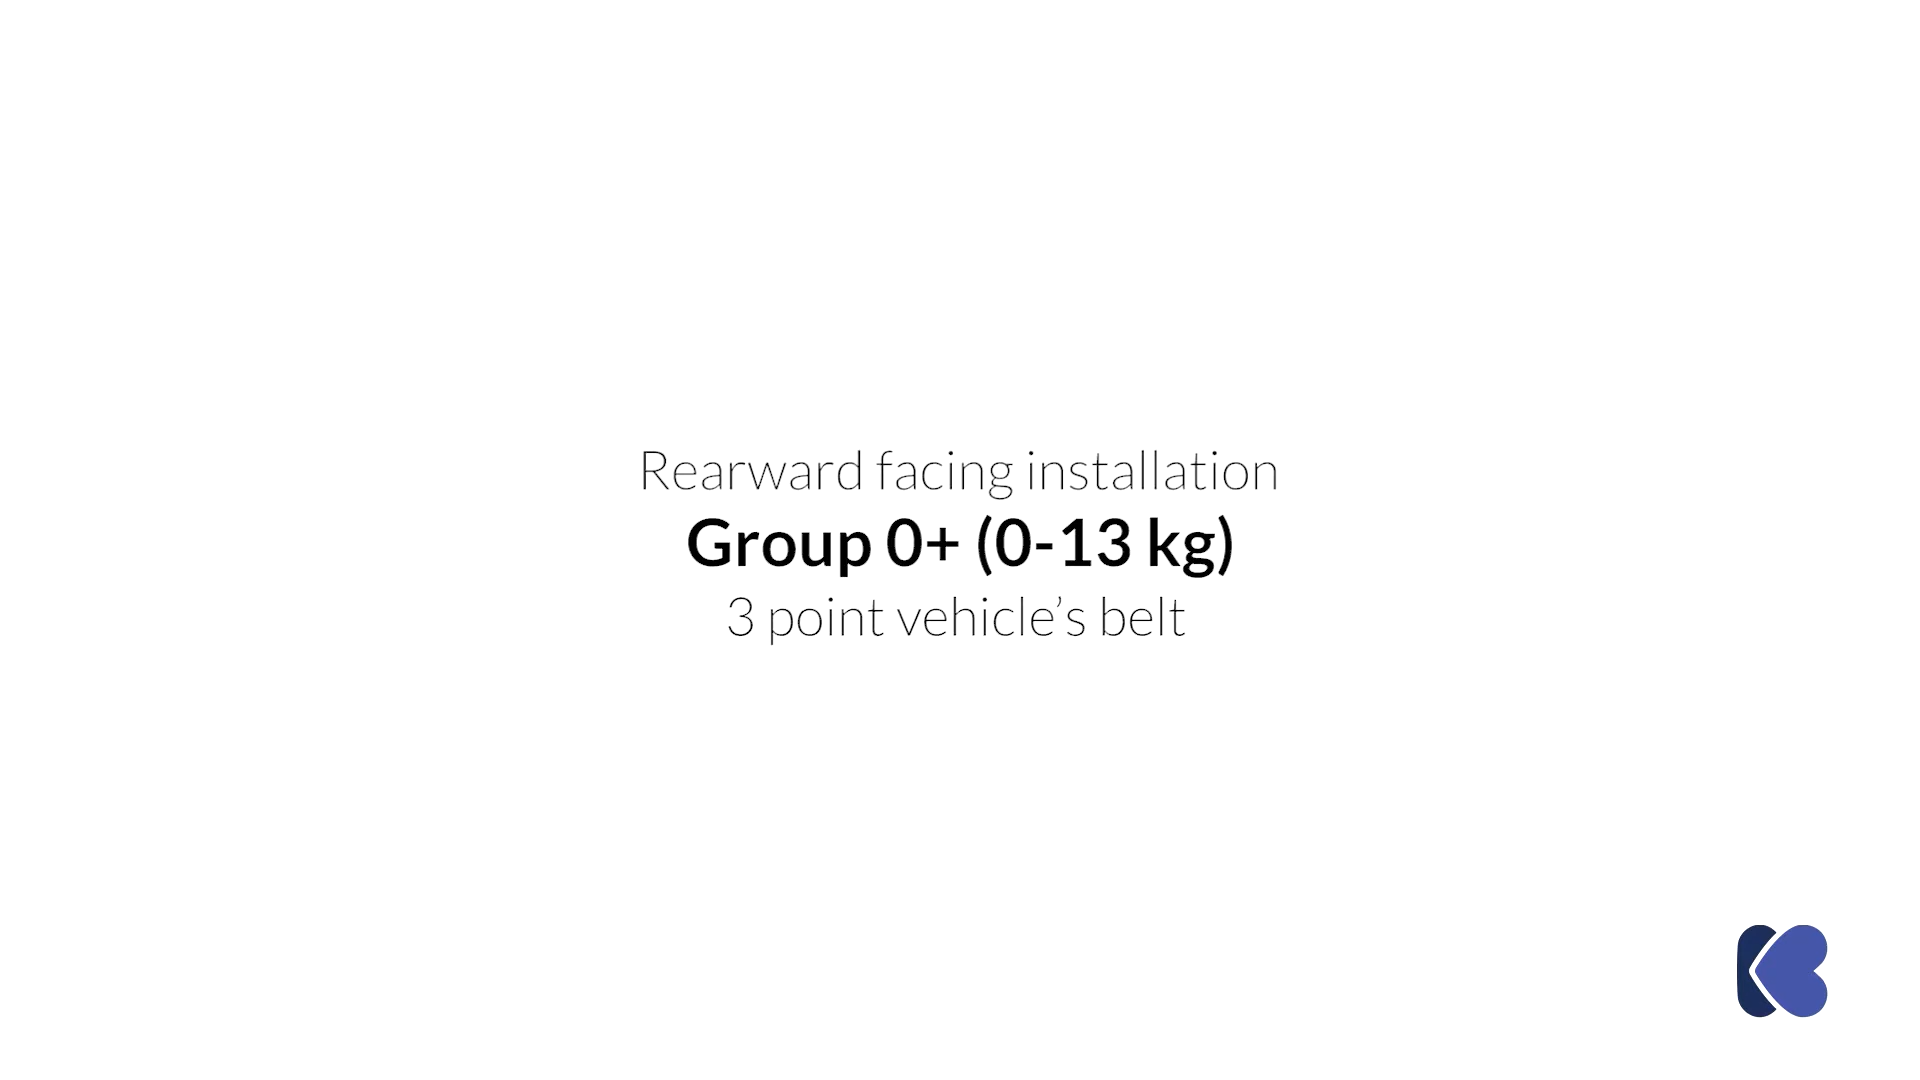 Rearward facing installation
Group 0+ (0-13 kg)
3 point vehicle’s belt